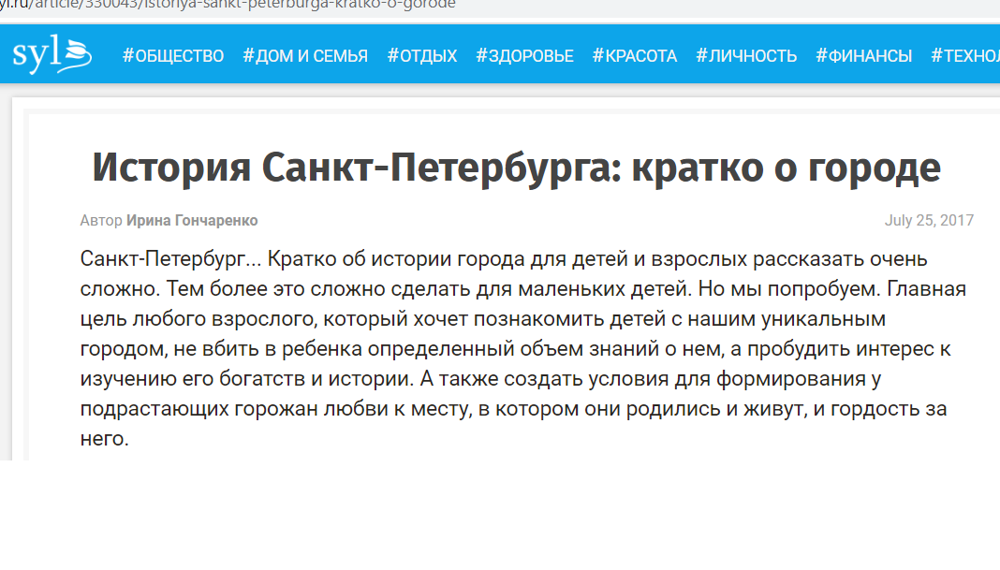 yl.ru/article/330043/istoriya-sankt-peterburga-kratko-o-gorode
syl
#ОБЩЕСТВО #ДОМ И СЕМЬЯ #ОТДЫХ #ЗДОРОВЬЕ #КРАСОТА #ЛИЧНОСТЬ #ФИНАНСЫ #ТЕХНОЛ
История Санкт-Петербурга: кратко о городе
Автор Ирина Гончаренко July 25, 2017
Санкт-Петербург... Кратко об истории города для детей и взрослых рассказать очень
сложно. Тем более это сложно сделать для маленьких детей. Но мы попробуем. Главная
цель любого взрослого, который хочет познакомить детей с нашим уникальным
городом, не вбить в ребенка определенный объем знаний о нем, а пробудить интерес к
изучению его богатств и истории. А также создать условия для формирования у
подрастающих горожан любви к месту, в котором они родились и живут, и гордость за
него.